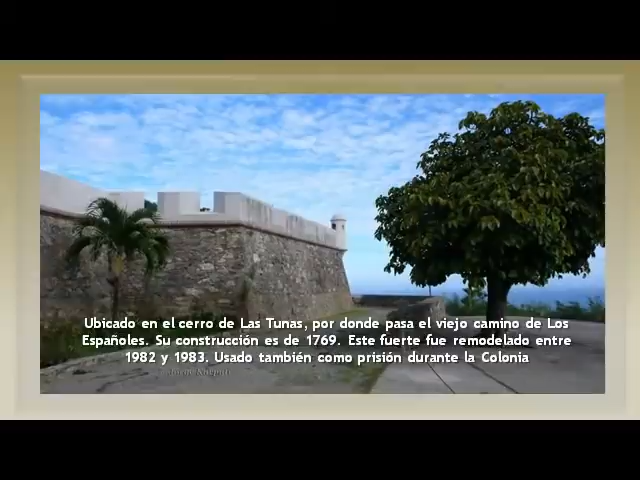 Ubicado en el cerro de Las Tunas, por donde pasa el viejo camino de Los
Españoles. Su construcción es de 1769. Este fuerte fue remodelado entre
1982 y 1983. Usado también como prisión durante la Colonia